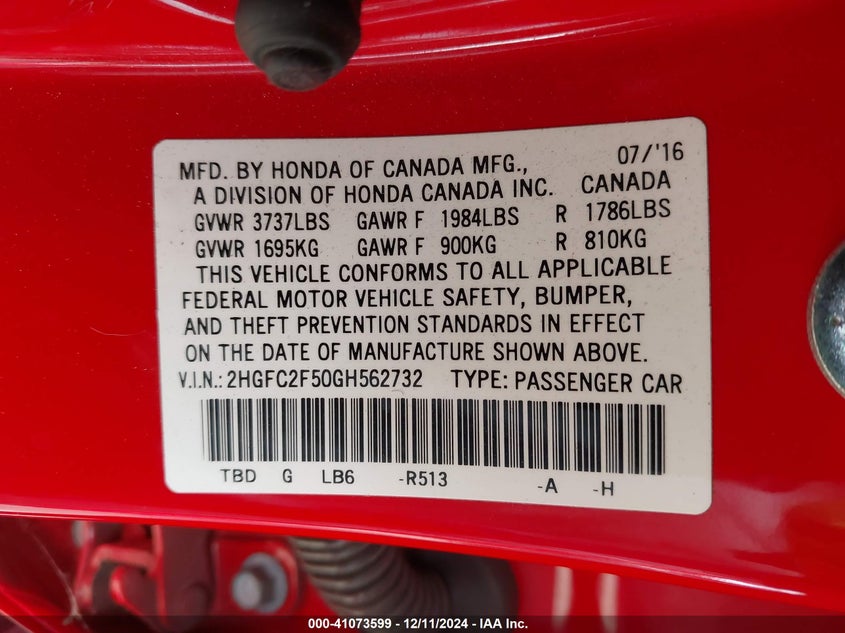 MFD. BY HONDA OF CANADA MFG., 07/'16
A DIVISION OF HONDA CANADA INC. CANADA
GVWR 3737LBS GAWR F 1984LBS R 1786LBS
GVWR 1695KG GAWR F 900KG R 810KG
THIS VEHICLE CONFORMS TO ALL APPLICABLE
FEDERAL MOTOR VEHICLE SAFETY, BUMPER,
AND THEFT PREVENTION STANDARDS IN EFFECT
ON THE DATE OF MANUFACTURE SHOWN ABOVE.
V.I.N.: 2HGFC2F50GH562732 TYPE: PASSENGER CAR
TBD G LB6 -R513 -A -H
000-41073599 - 12/11/2024 - IAA Inc.